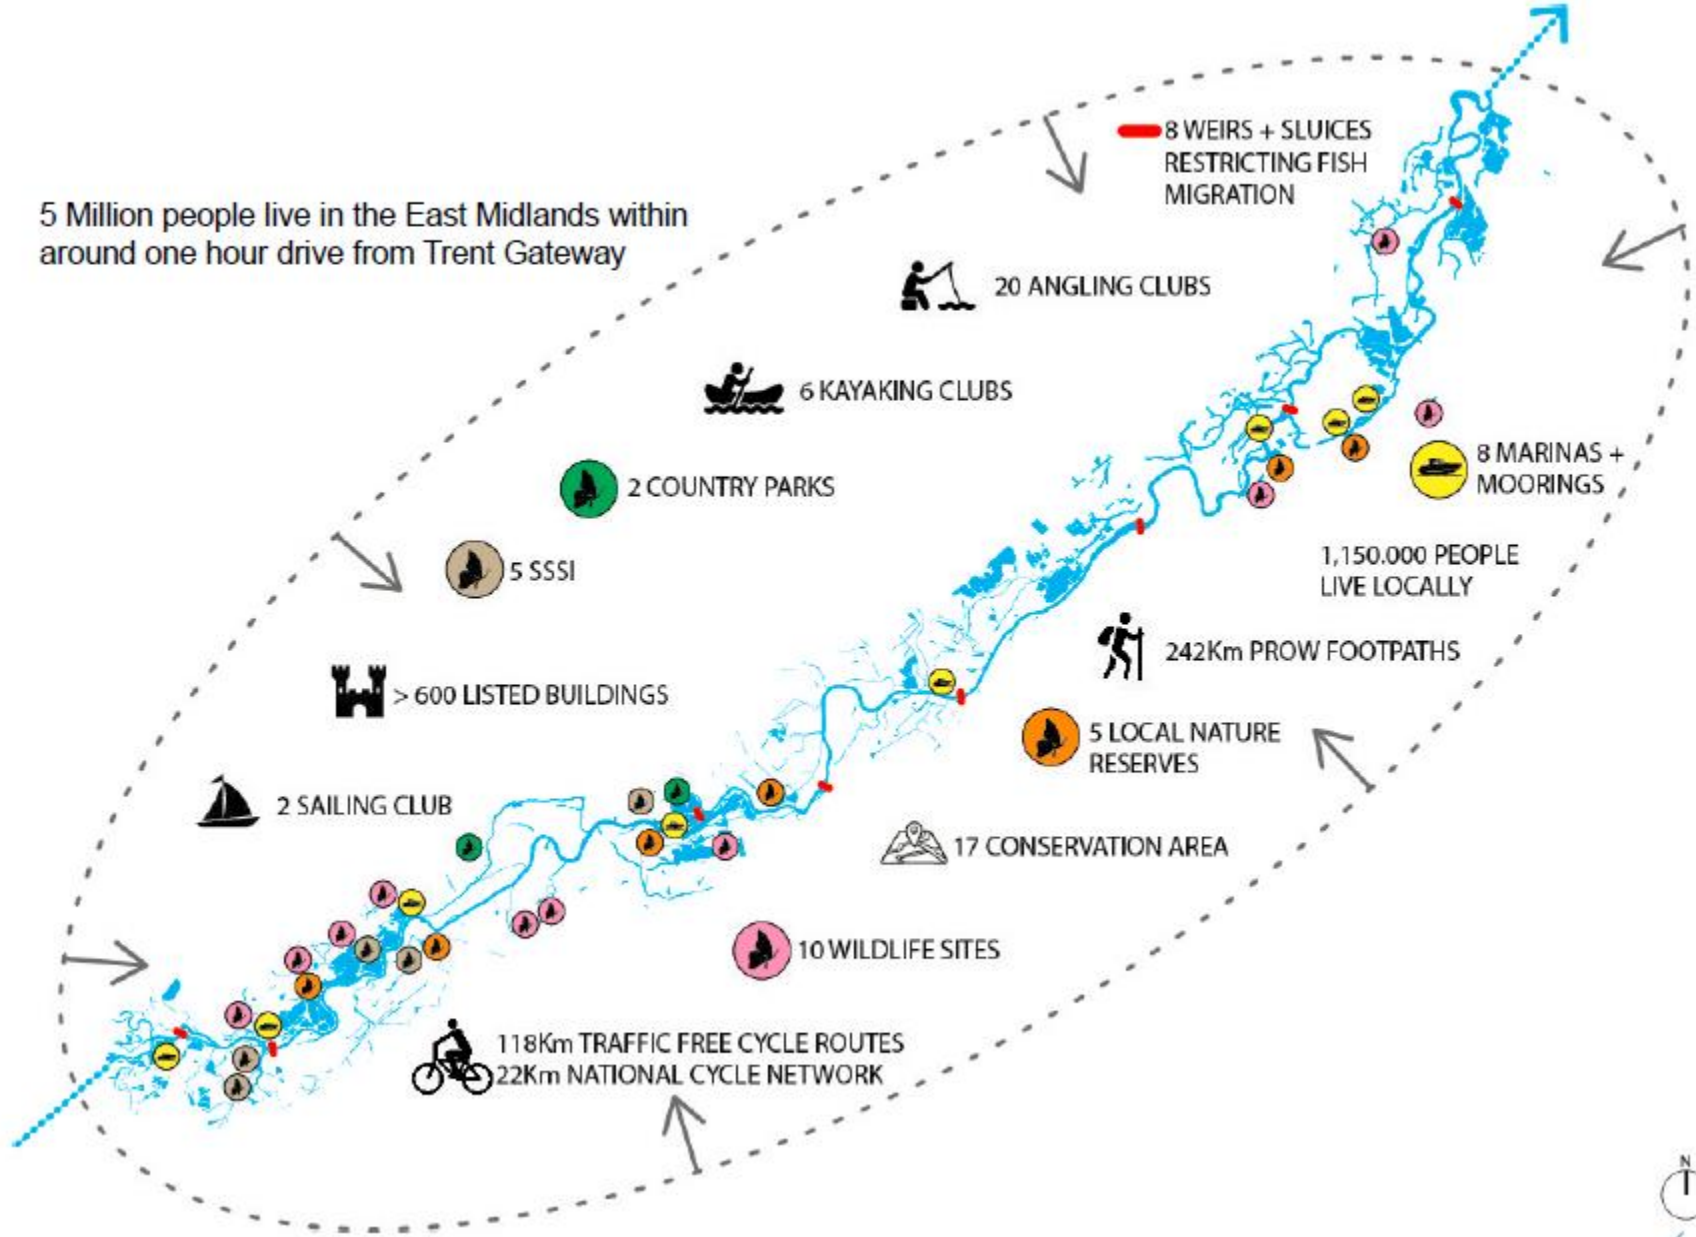 5 Million people live in the East Midlands within
around one hour drive from Trent Gateway
8 WEIRS + SLUICES
RESTRICTING FISH
MIGRATION
20 ANGLING CLUBS
6 KAYAKING CLUBS
2 COUNTRY PARKS
8 MARINAS +
MOORINGS
5 SSSI
1,150.000 PEOPLE
LIVE LOCALLY
242Km PROW FOOTPATHS
> 600 LISTED BUILDINGS
5 LOCAL NATURE
RESERVES
2 SAILING CLUB
17 CONSERVATION AREA
10 WILDLIFE SITES
118Km TRAFFIC FREE CYCLE ROUTES
22Km NATIONAL CYCLE NETWORK
N